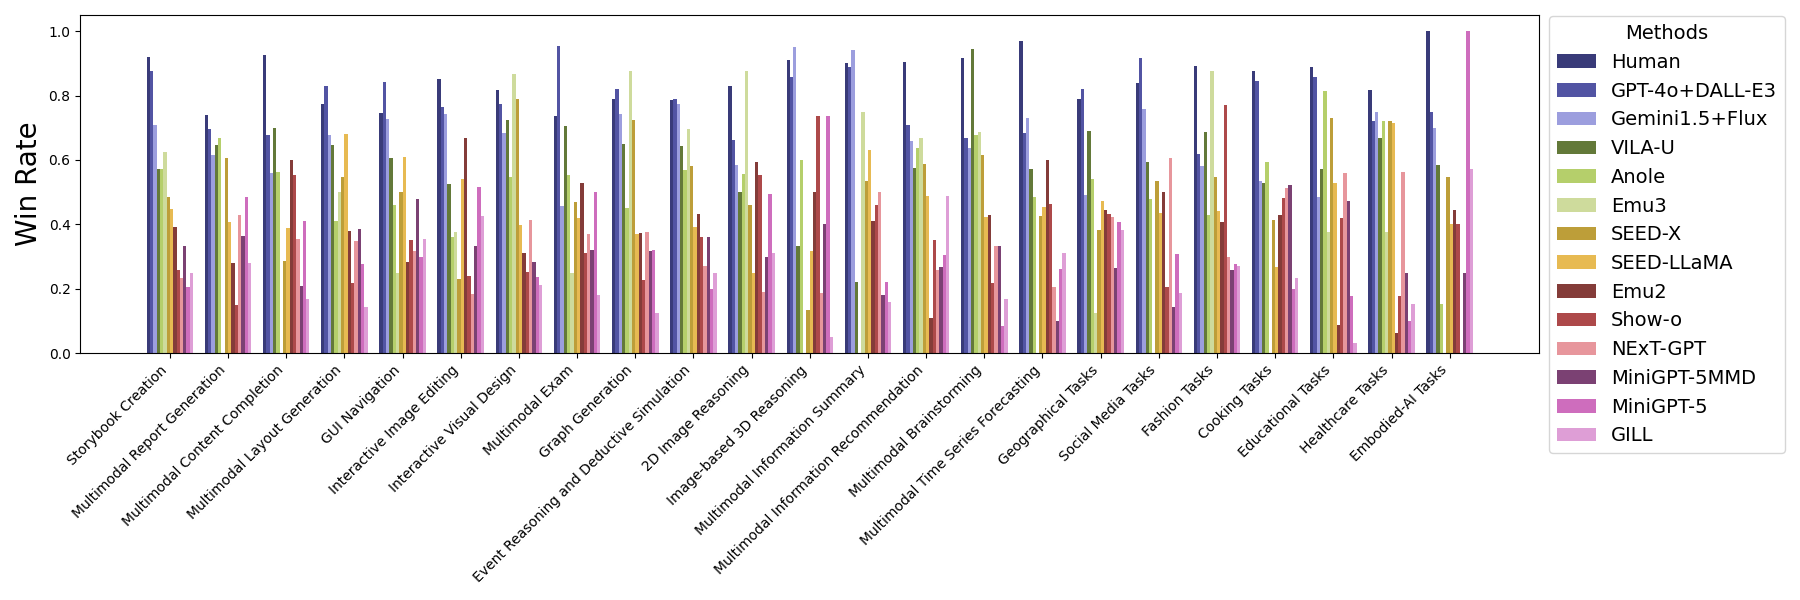 Win Rate
1.0
0.8
0.6
0.4
0.2
0.0
Storybook Creation
Multimodal Report Generation
Multimodal Content Completion
Multimodal Layout Generation
GUI Navigation
Interactive Image Editing
Interactive Visual Design
Multimodal Exam
Graph Generation
Event Reasoning and Deductive Simulation
2D Image Reasoning
Image-based 3D Reasoning
Multimodal Information Summary
Multimodal Information Recommendation
Multimodal Brainstorming
Multimodal Time Series Forecasting
Geographical Tasks
Social Media Tasks
Fashion Tasks
Cooking Tasks
Educational Tasks
Healthcare Tasks
Embodied-AI Tasks
Methods
Human
GPT-4o+DALL-E3
Gemini1.5+Flux
VILA-U
Anole
Emu3
SEED-X
SEED-LLaMA
Emu2
Show-o
NExT-GPT
MiniGPT-5MMD
MiniGPT-5
GILL